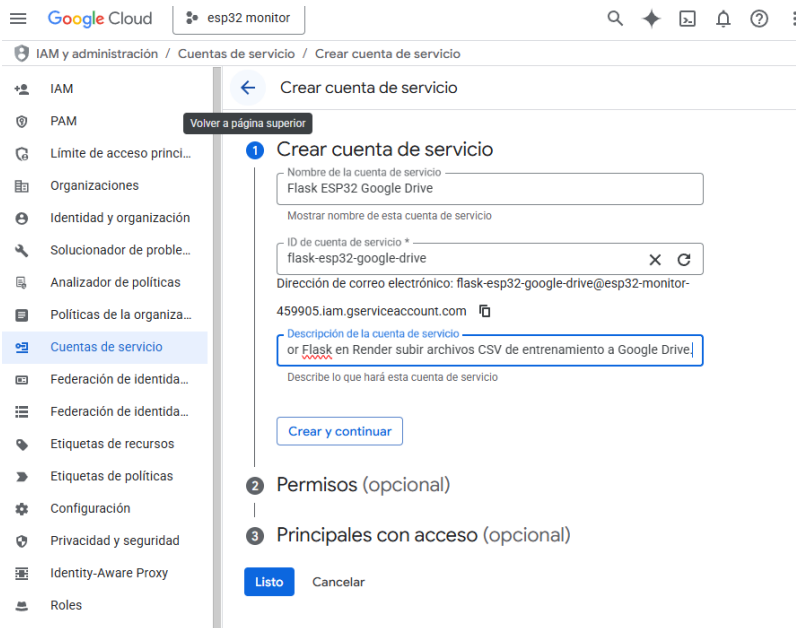 Google Cloud
esp32 monitor
IAM y administración / Cuentas de servicio / Crear cuenta de servicio
IAM
PAM
Límite de acceso princi...
Organizaciones
Identidad y organización
Solucionador de proble...
Analizador de políticas
Políticas de la organiza...
Cuentas de servicio
Federación de identida...
Federación de identida...
Etiquetas de recursos
Etiquetas de políticas
Configuración
Privacidad y seguridad
Identity-Aware Proxy
Roles
Crear cuenta de servicio
Volver a página superior
1 Crear cuenta de servicio
Nombre de la cuenta de servicio
Flask ESP32 Google Drive
Mostrar nombre de esta cuenta de servicio
ID de cuenta de servicio *
flask-esp32-google-drive
Dirección de correo electrónico: flask-esp32-google-drive@esp32-monitor-
459905.iam.gserviceaccount.com
Descripción de la cuenta de servicio
or Flask en Render subir archivos CSV de entrenamiento a Google Drive.
Describe lo que hará esta cuenta de servicio
Crear y continuar
2 Permisos (opcional)
3 Principales con acceso (opcional)
Listo
Cancelar